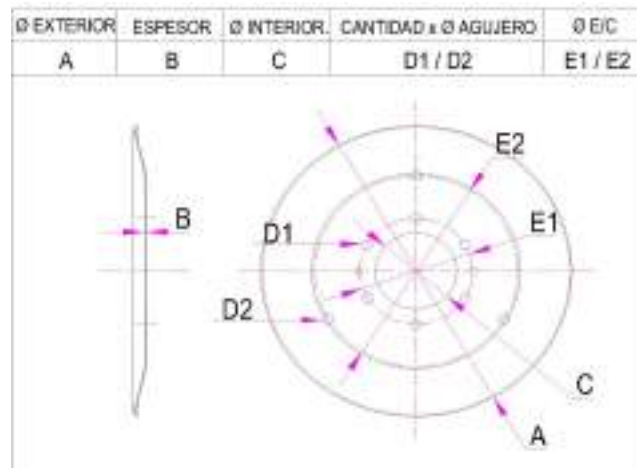 Ø EXTERIOR ESPESOR Ø INTERIOR. CANTIDAD x Ø AGUJERO Ø E/C
A B C D1 / D2 E1 / E2
E2
B D1 E1
D2
C
A